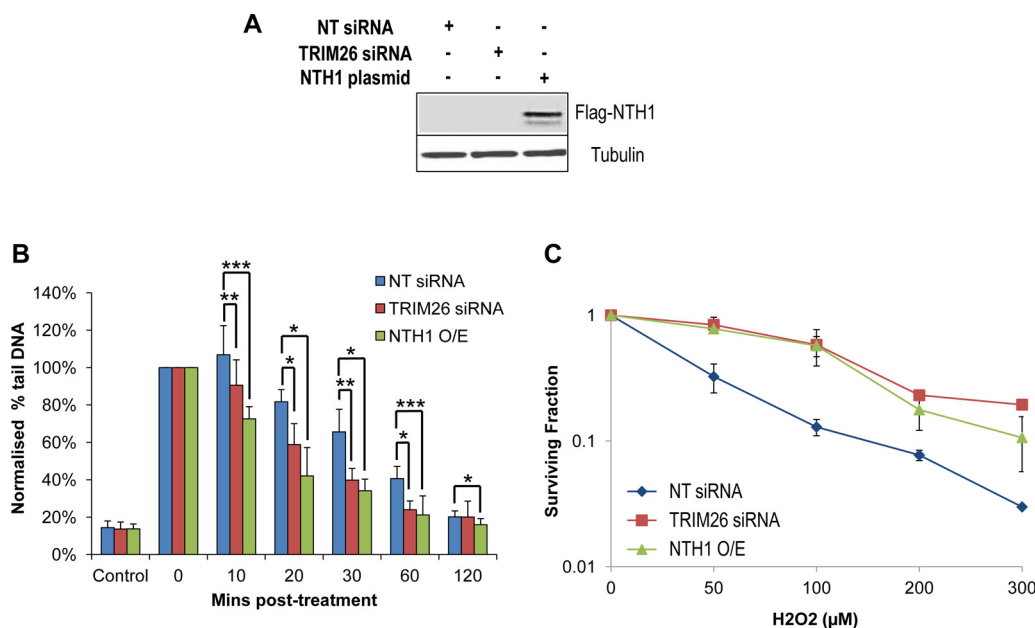 A
NT siRNA + - -
TRIM26 siRNA - + -
NTH1 plasmid - - +
Flag-NTH1
Tubulin
B
Normalised % tail DNA
140%
120%
100%
80%
60%
40%
20%
0%
*** ** * * * ** *** * *
NT siRNA
TRIM26 siRNA
NTH1 O/E
Control 0 10 20 30 60 120
Mins post-treatment
C
Surviving Fraction
1
0.1
0.01
NT siRNA
TRIM26 siRNA
NTH1 O/E
0 50 100 200 300
H2O2 (µM)